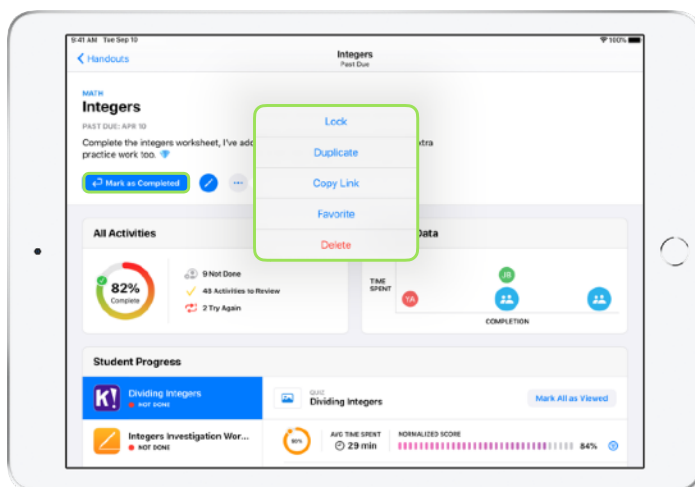 9:41 AM Tue Sep 10
100%
Handouts
Integers
Past Due
MATH
Integers
PAST DUE: APR 10
Complete the integers worksheet, I've
xtra
practice work too.
Mark as Completed
Lock
Duplicate
Copy Link
Favorite
Delete
All Activities
Data
82%
Complete
9 Not Done
48 Activities to Review
2 Try Again
TIME
SPENT
YA
JB
COMPLETION
Student Progress
K!
Dividing Integers
NOT DONE
QUIZ
Dividing Integers
Mark All as Viewed
Integers Investigation Wor...
NOT DONE
AVG TIME SPENT
29 min
NORMALIZED SCORE
84%